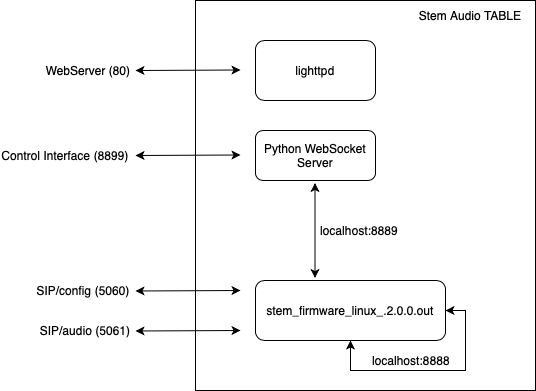 Stem Audio TABLE
WebServer (80)
lighttpd
Control Interface (8899)
Python WebSocket
Server
localhost:8889
SIP/config (5060)
stem_firmware_linux_.2.0.0.out
SIP/audio (5061)
localhost:8888